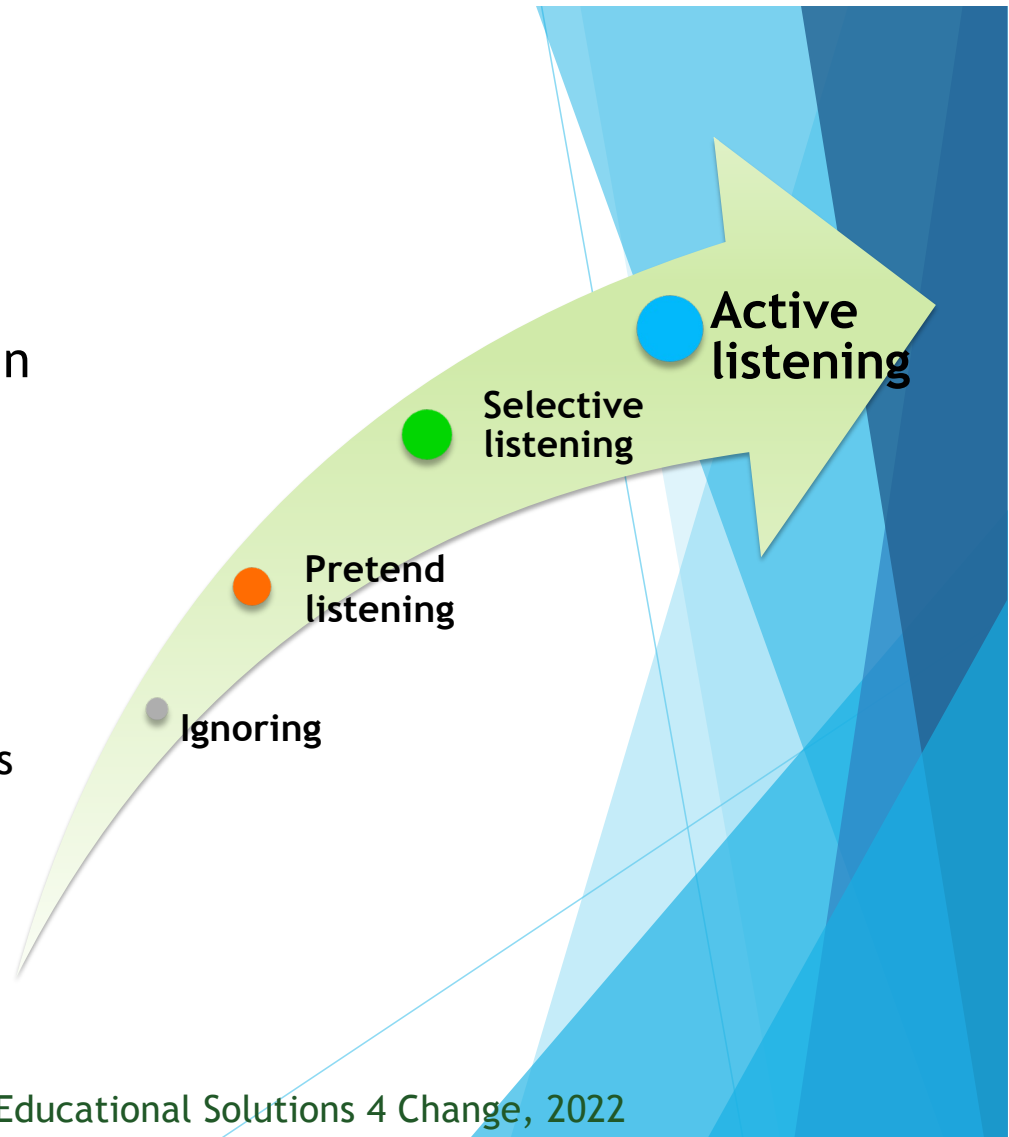 Active
listening
n
Selective
listening
Pretend
listening
Ignoring
s
Educational Solutions 4 Change, 2022